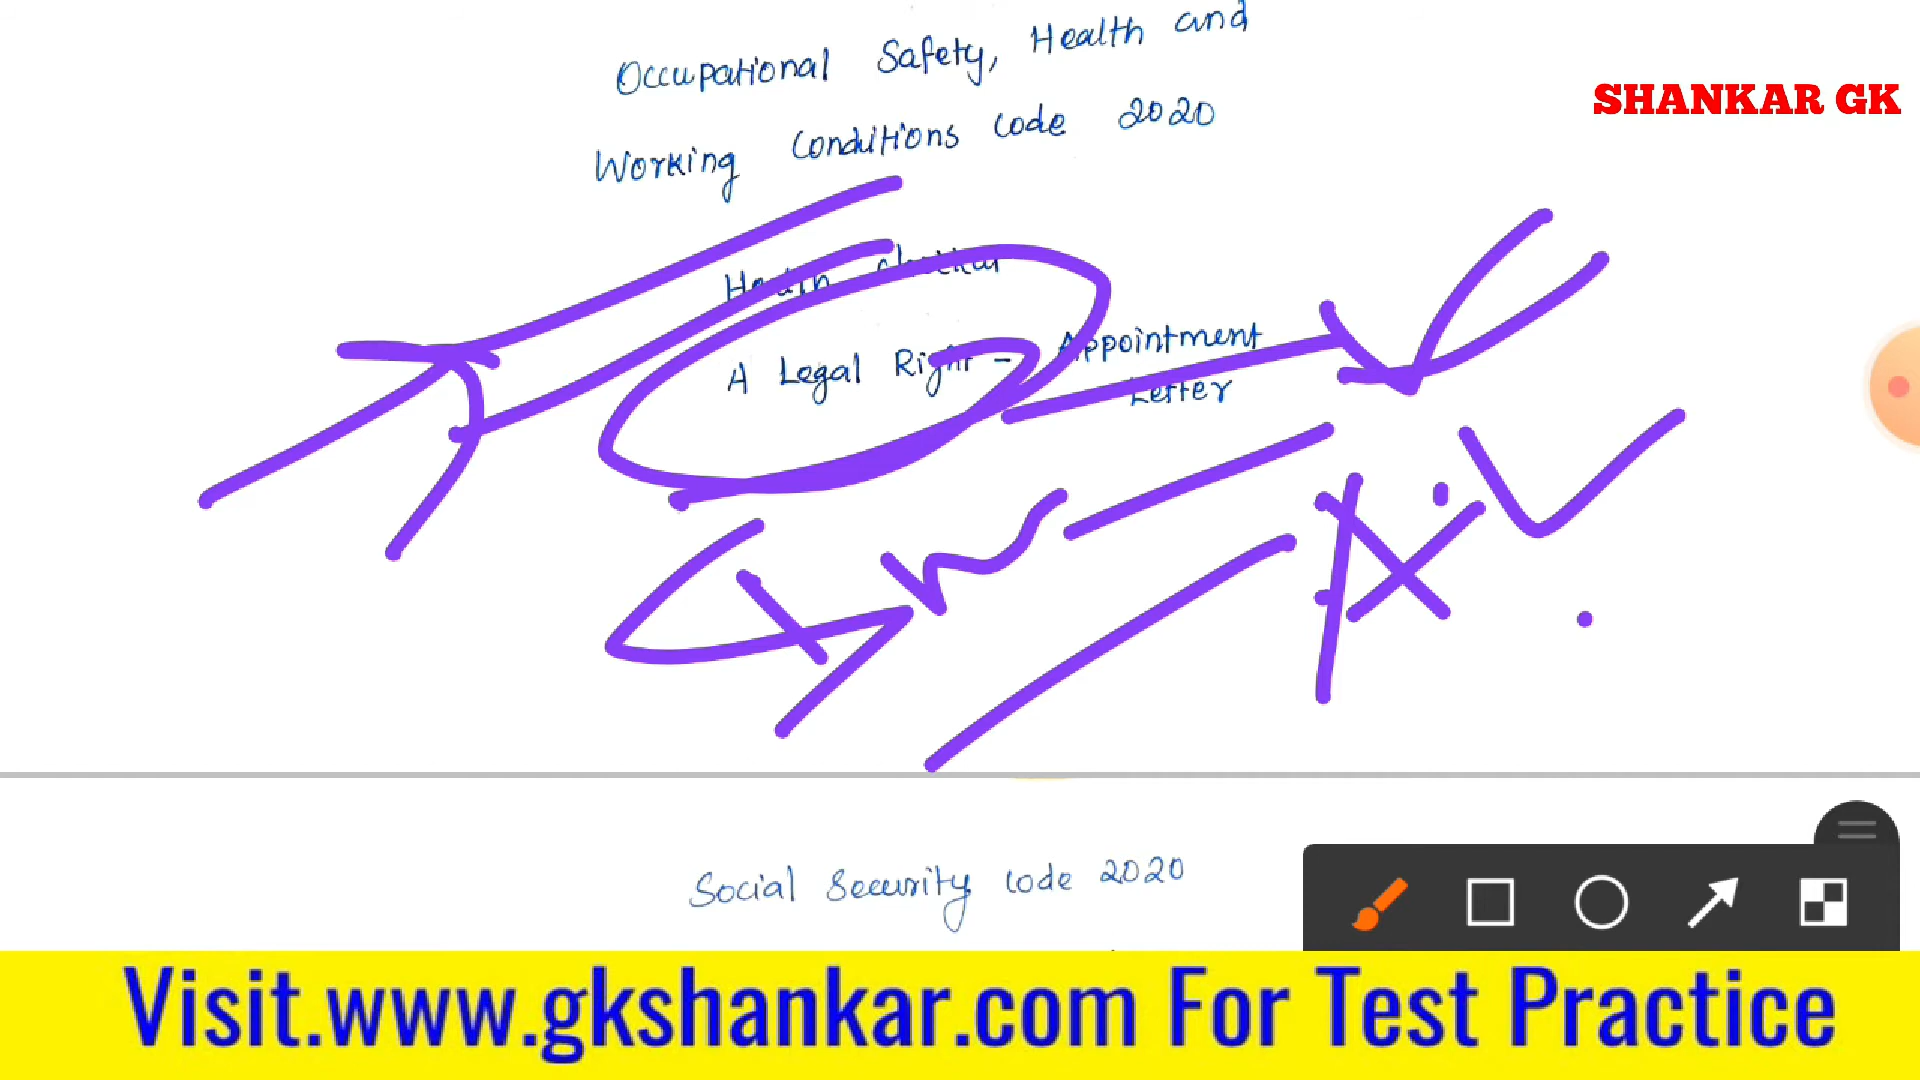 Occupational Safety, Health and
SHANKAR GK
Working Conditions Code 2020
Health
A Legal Right - Appointment
Letter
Social Security Code 2020
Visit.www.gkshankar.com For Test Practice